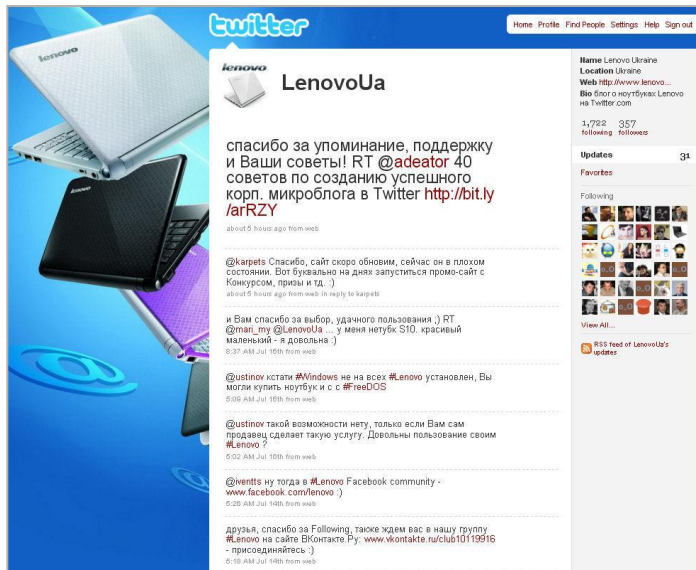 twitter
Home Profile Find People Settings Help Sign out
lenovo
lenovo
LenovoUa
спасибо за упоминание, поддержку
и Ваши советы! RT @adeator 40
советов по созданию успешного
корп. микроблога в Twitter http://bit.ly
/arRZY
about 5 hours ago from web
@karpets Спасибо, сайт скоро обновим, сейчас он в плохом
состоянии. Вот буквально на днях запуститься промо-сайт с
Конкурсом, призы и тд. :)
about 5 hours ago from web in reply to karpets
и Вам спасибо за выбор, удачного пользования ;) RT
@mari_my @LenovoUa ... у меня нетубк S10. красивый
маленький - я довольна :)
8:37 AM Jul 16th from web
@ustinov кстати #Windows не на всех #Lenovo установлен, Вы
могли купить ноутбук и с с #FreeDOS
5:09 AM Jul 16th from web
@ustinov такой возможности нету, только если Вам сам
продавец сделает такую услугу. Довольны пользование своим
#Lenovo ?
5:02 AM Jul 16th from web
@iventts ну тогда в #Lenovo Facebook community -
www.facebook.com/lenovo :)
5:26 AM Jul 14th from web
друзья, спасибо за Following, также ждем вас в нашу группу
#Lenovo на сайте ВКонтакте.Ру: www.vkontakte.ru/club10119916
- присоединяйтесь :)
5:18 AM Jul 14th from web
Name Lenovo Ukraine
Location Ukraine
Web http://www.lenovo...
Bio блог о ноутбуках Lenovo
на Twitter.com
1,722 357
following followers
Updates 31
Favorites
Following
View All...
RSS feed of LenovoUa's
updates